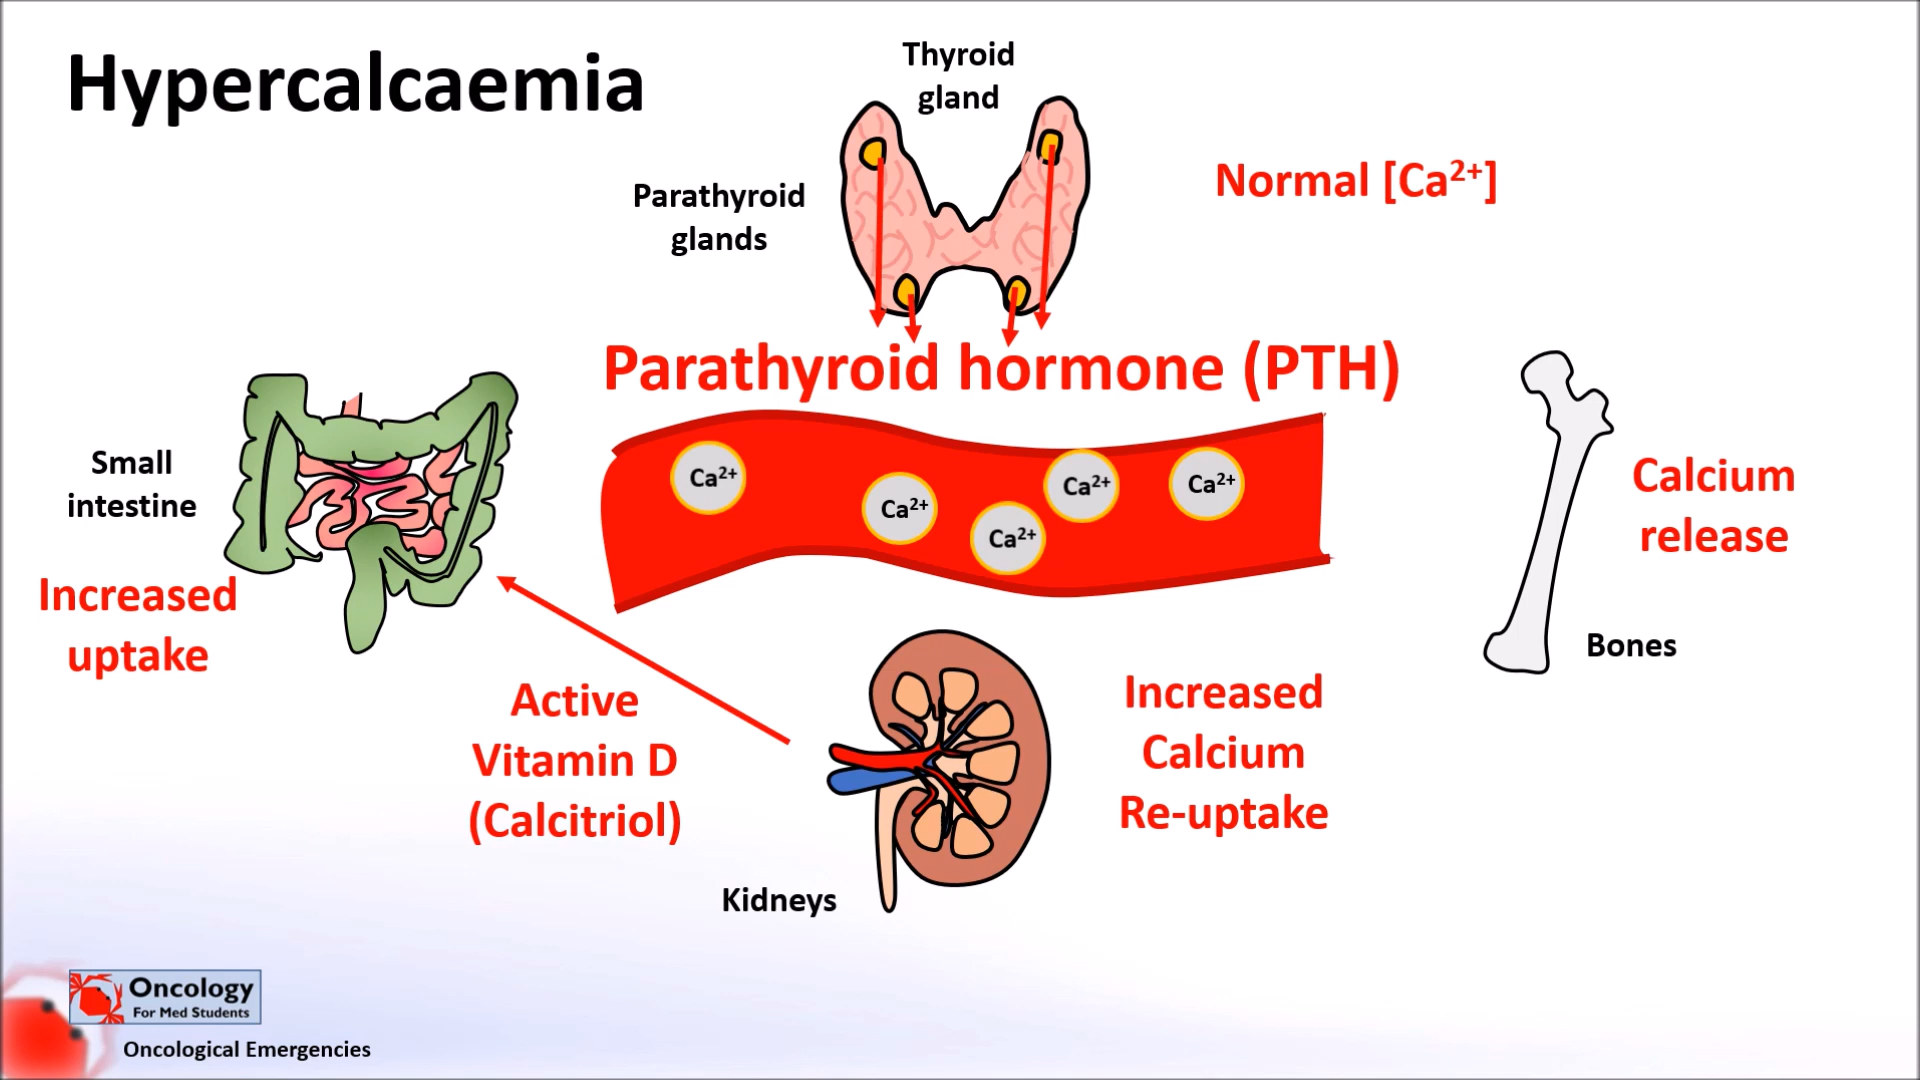 Hypercalcaemia
Thyroid
gland
Parathyroid
glands
Normal [Ca²⁺]
Parathyroid hormone (PTH)
Ca²⁺
Ca²⁺
Ca²⁺
Ca²⁺
Ca²⁺
Small
intestine
Increased
uptake
Calcium
release
Bones
Active
Vitamin D
(Calcitriol)
Increased
Calcium
Re-uptake
Kidneys
Oncology
For Med Students
Oncological Emergencies